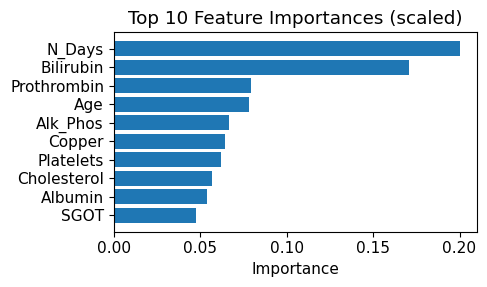 Top 10 Feature Importances (scaled)
N_Days
Bilirubin
Prothrombin
Age
Alk_Phos
Copper
Platelets
Cholesterol
Albumin
SGOT
0.00 0.05 0.10 0.15 0.20
Importance